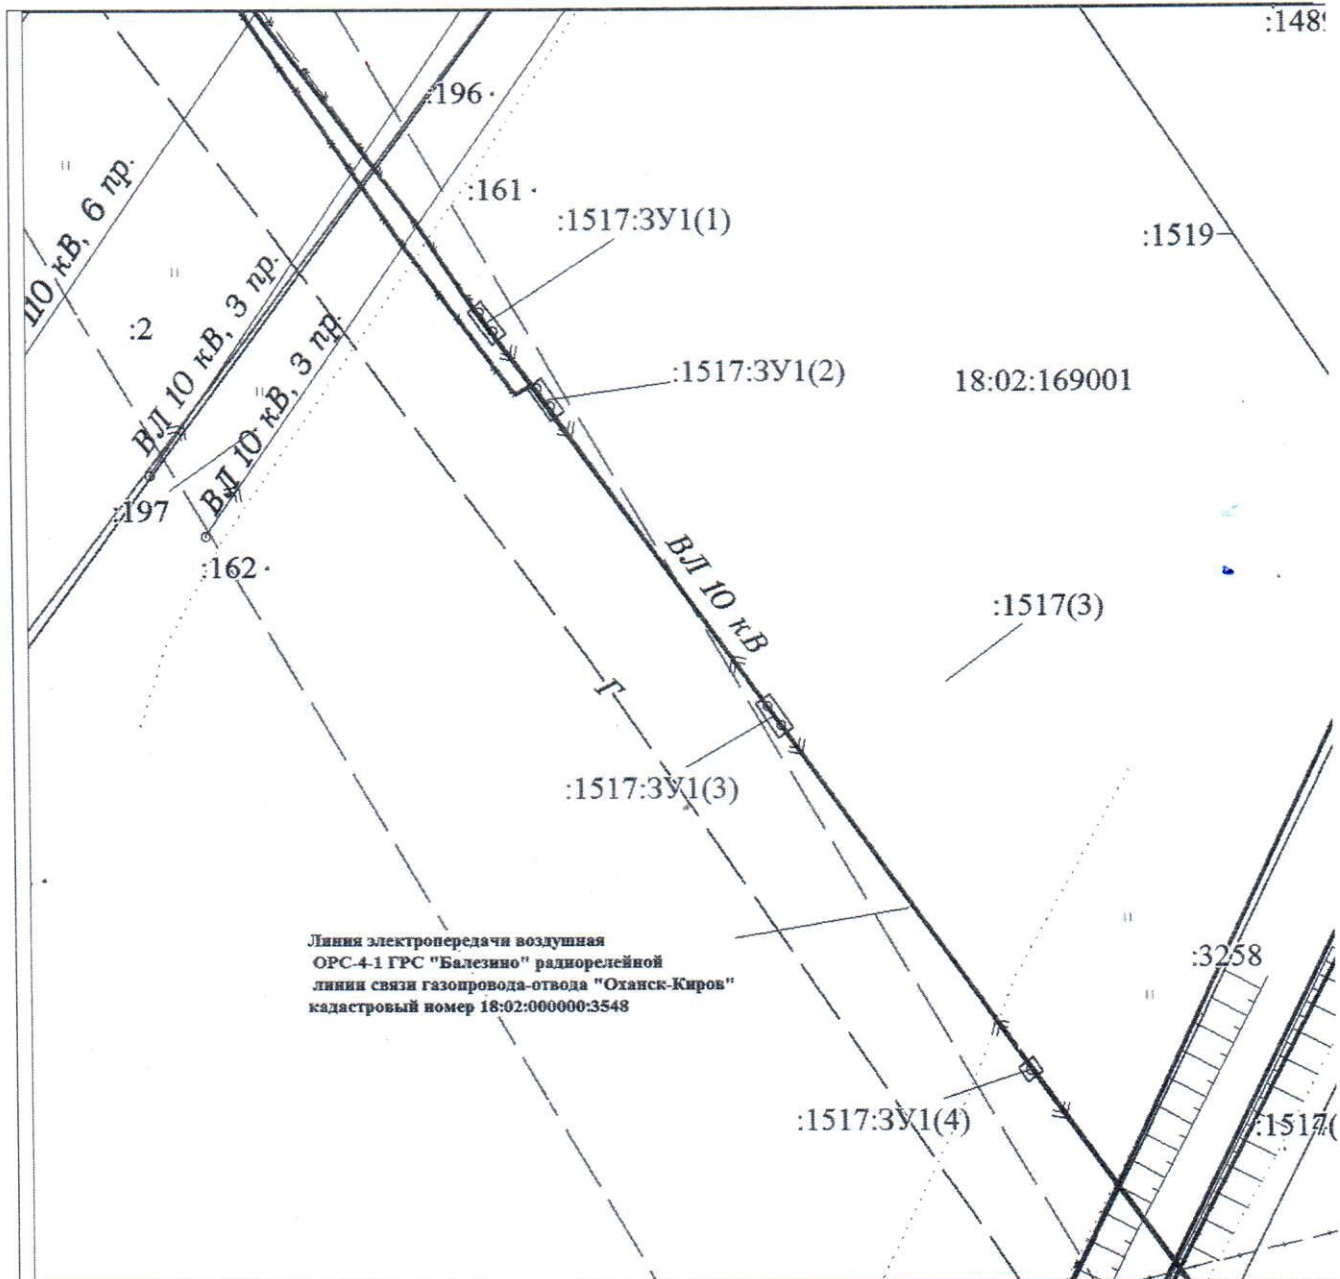 :148
:196
:161
:1517:ЗУ1(1)
:1519
110 кВ, 6 пр.
:2
ВЛ 10 кВ, 3 пр.
ВЛ 10 кВ, 3 пр.
:1517:ЗУ1(2)
18:02:169001
:197
:162
ВЛ 10 кВ
:1517(3)
Г
:1517:ЗУ1(3)
Линия электропередачи воздушная
ОРС-4-1 ГРС "Балезино" радиорелейной
линии связи газопровода-отвода "Оханск-Киров"
кадастровый номер 18:02:000000:3548
:3258
:1517:ЗУ1(4)
:1517(